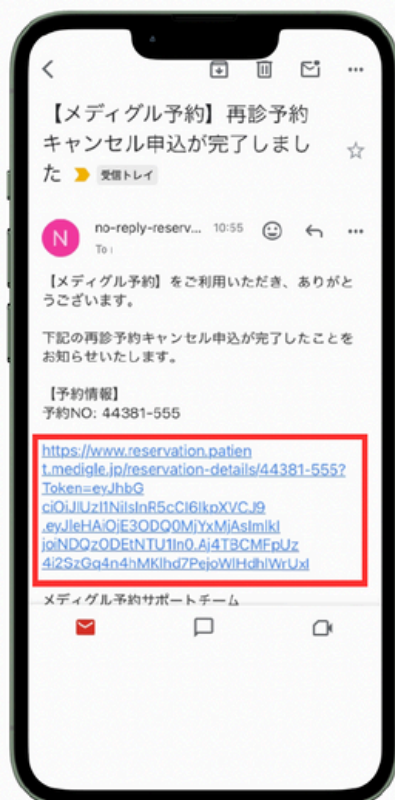 【メディグル予約】再診予約
キャンセル申込が完了しまし
た 受信トレイ
N no-reply-reserv... 10:55
To:
【メディグル予約】をご利用いただき、ありがと
うございます。
下記の再診予約キャンセル申込が完了したことを
お知らせいたします。
【予約情報】
予約NO: 44381-555
https://www.reservation.patien
t.medigle.jp/reservation-details/44381-555?
Token=eyJhbG
ciOiJIUzI1NiIsInR5cCI6IkpXVCJ9
.eyJleHAiOjE3ODQ0MjYxMjAsImlkI
joiNDQzODEtNTU1In0.Aj4TBCMFpUz
4i2SzGq4n4hMKlhd7PejoWlHdhlWrUxI
メディグル予約サポートチーム